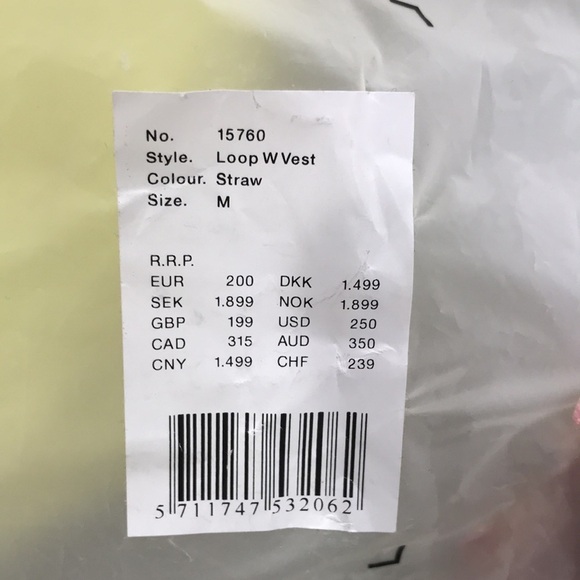 No. 15760
Style. Loop W Vest
Colour. Straw
Size. M
R.R.P.
EUR 200 DKK 1.499
SEK 1.899 NOK 1.899
GBP 199 USD 250
CAD 315 AUD 350
CNY 1.499 CHF 239
5 711747 532062